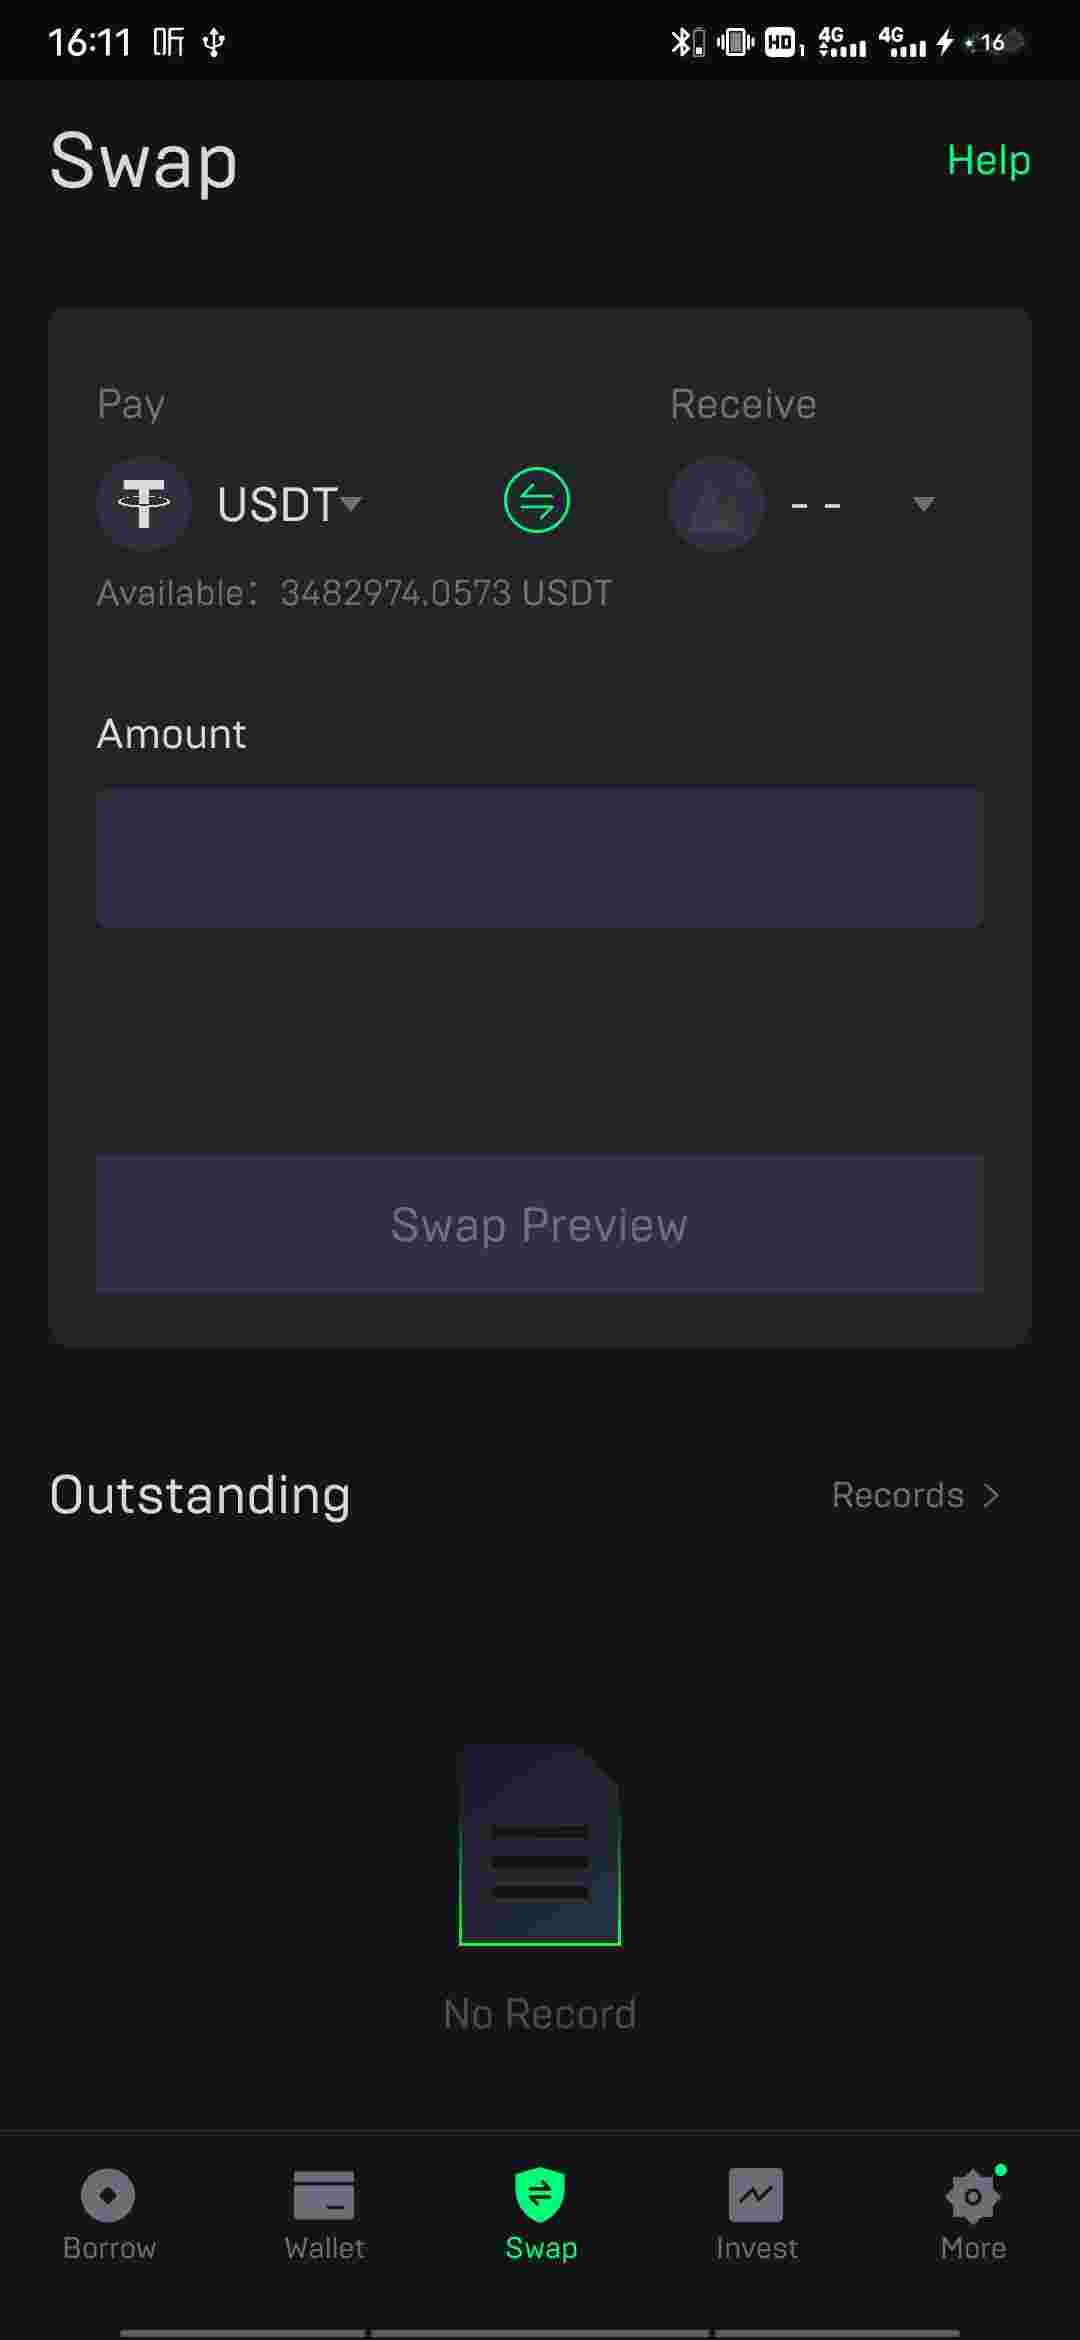 16:11 听 HD 1 4G 4G 16
Swap
Help
Pay
Receive
USDT
- -
Available: 3482974.0573 USDT
Amount
Swap Preview
Outstanding
Records >
No Record
Borrow
Wallet
Swap
Invest
More